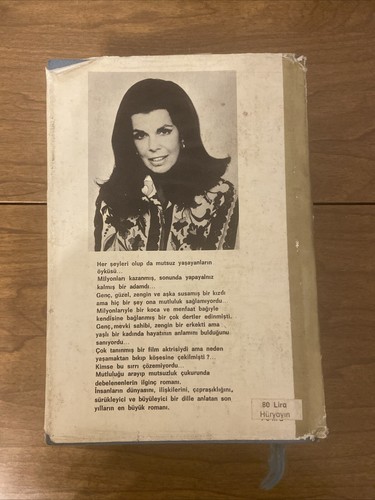 Her şeyleri olup da mutsuz yaşayanların
öyküsü...
Milyonları kazanmış, sonunda yapayalnız
kalmış bir adamdı...
Genç, güzel, zengin ve aşka susamış bir kızdı
ama hiç bir şey ona mutluluk sağlamıyordu...
Milyonlarıyle bir koca ve menfaat bağıyle
kendisine bağlanmış bir çok dertler edinmişti.
Genç, mevki sahibi, zengin bir erkekti ama
yaşlı bir kadında hayatının anlamını bulduğunu
sanıyordu...
Çok tanınmış bir film aktrisiydi ama neden
yaşamaktan bıkıp köşesine çekilmişti?...
Kimse bu sırrı çözemiyordu...
Mutluluğu arayıp mutsuzluk çukurunda
debelenenlerin ilginç romanı.
İnsanların dünyasını, ilişkilerini, çapraşıklığını,
sürükleyici ve büyüleyici bir dille anlatan son
yılların en büyük romanı.
80 Lira
Hüryayın